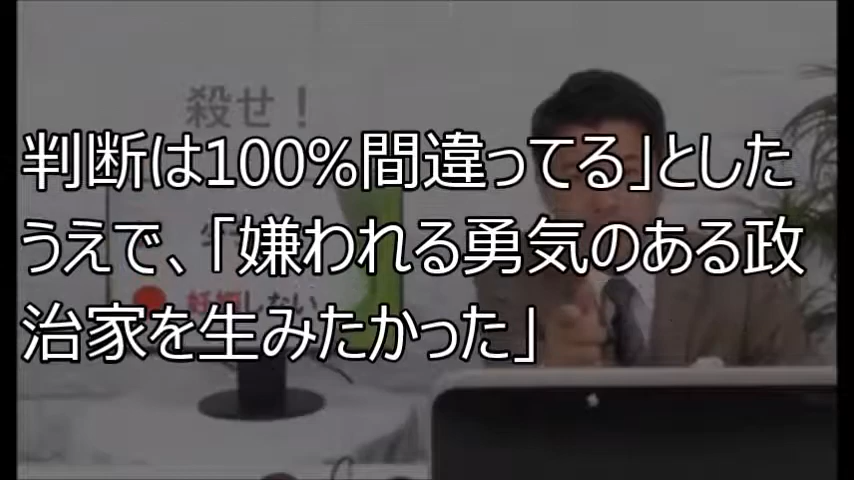 殺せ！
判断は100%間違ってる」とした
うえで、「嫌われる勇気のある政
治家を生みたかった」